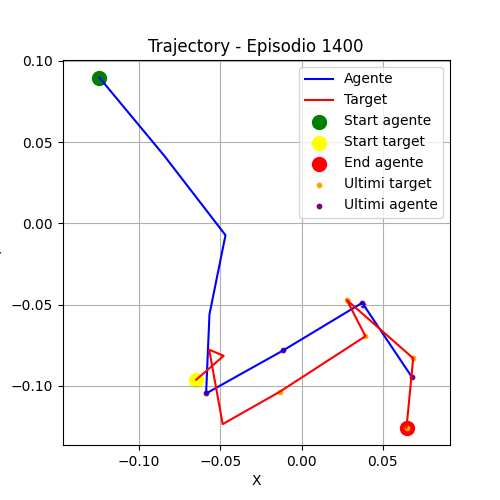 Trajectory - Episodio 1400
Agente
Target
Start agente
Start target
End agente
Ultimi target
Ultimi agente
0.10
0.05
0.00
−0.05
−0.10
−0.10
−0.05
0.00
0.05
X